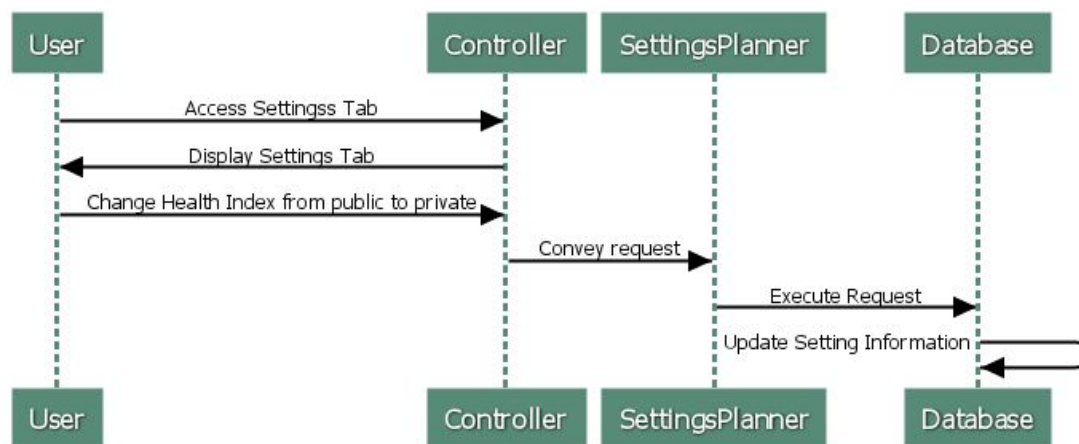 User Controller SettingsPlanner Database
Access Settingss Tab
Display Settings Tab
Change Health Index from public to private
Convey request
Execute Request
Update Setting Information
User Controller SettingsPlanner Database